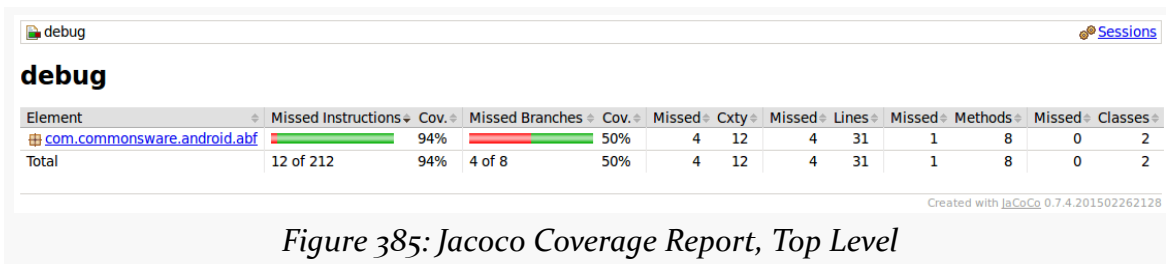 debug Sessions
debug
Element Missed Instructions Cov. Missed Branches Cov. Missed Cxty Missed Lines Missed Methods Missed Classes
com.commonsware.android.abf 94% 50% 4 12 4 31 1 8 0 2
Total 12 of 212 94% 4 of 8 50% 4 12 4 31 1 8 0 2
Created with JaCoCo 0.7.4.201502262128
Figure 385: Jacoco Coverage Report, Top Level